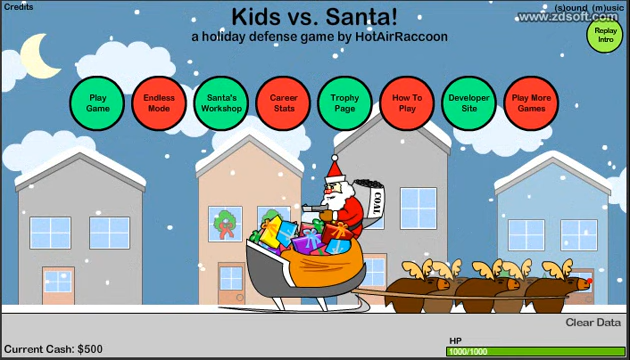 Credits
Kids vs. Santa!
(s)ound (m)usic
www.zdsoft.com
a holiday defense game by HotAirRaccoon
Replay
Intro
Play
Game
Endless
Mode
Santa's
Workshop
Career
Stats
Trophy
Page
How To
Play
Developer
Site
Play More
Games
COAL
Clear Data
Current Cash: $500
HP
1000/1000